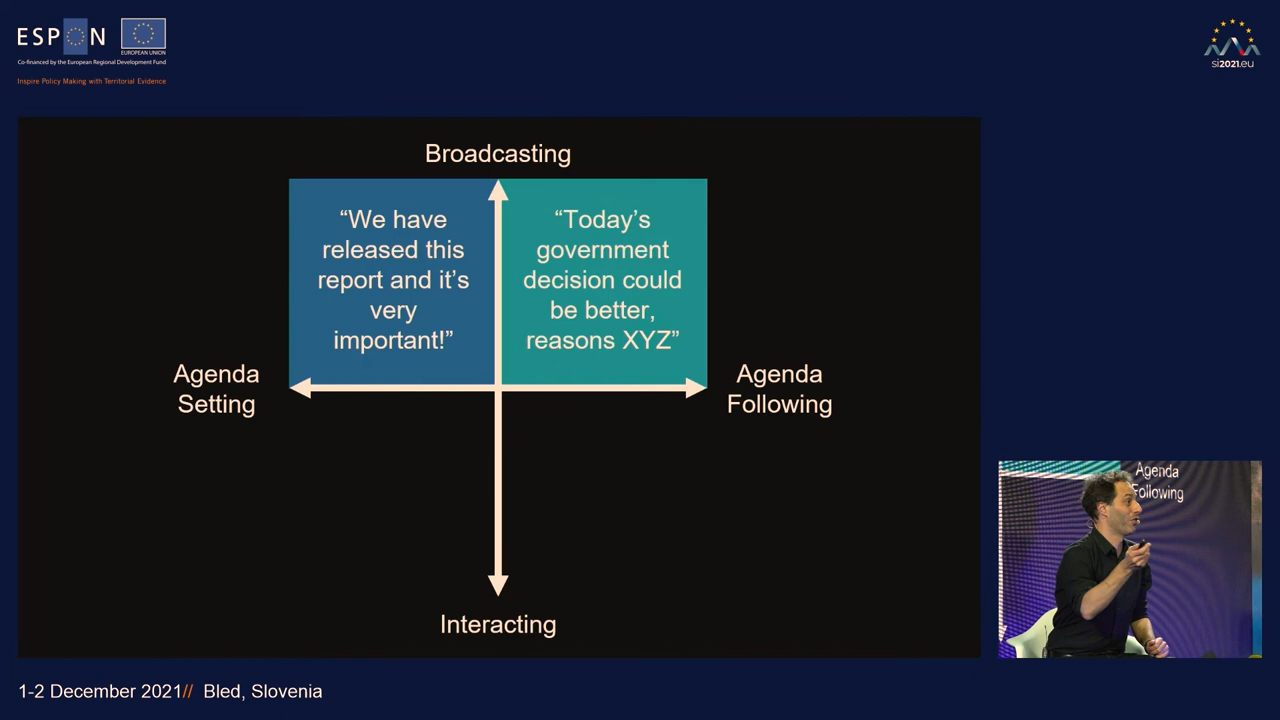 ESPON
EUROPEAN UNION
Co-financed by the European Regional Development Fund
Inspire Policy Making with Territorial Evidence
si2021.eu
Broadcasting
“We have
released this
report and it’s
very
important!”
“Today’s
government
decision could
be better,
reasons XYZ”
Agenda
Setting
Agenda
Following
Interacting
Agenda
Following
1-2 December 2021// Bled, Slovenia